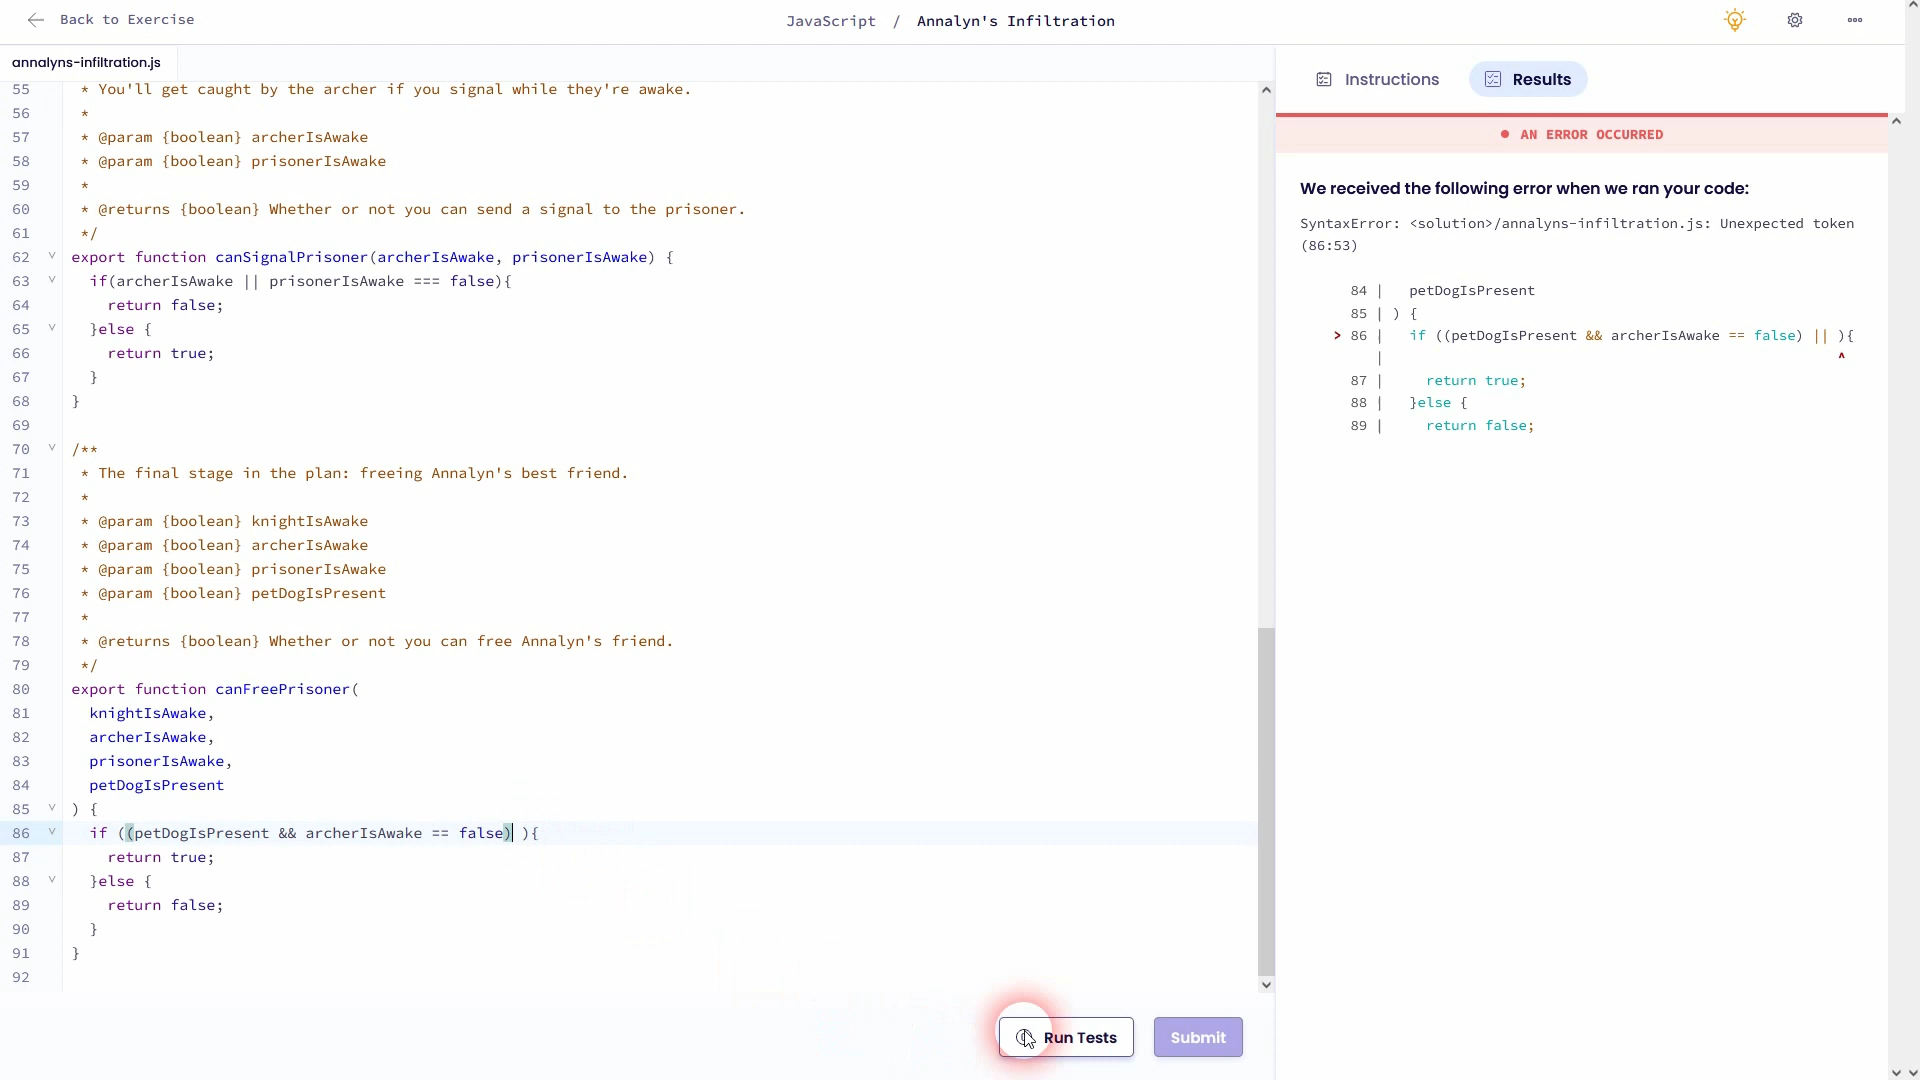 Back to Exercise
JavaScript / Annalyn's Infiltration
annalyns-infiltration.js
55 * You'll get caught by the archer if you signal while they're awake.
56 *
57 * @param {boolean} archerIsAwake
58 * @param {boolean} prisonerIsAwake
59 *
60 * @returns {boolean} Whether or not you can send a signal to the prisoner.
61 */
62 export function canSignalPrisoner(archerIsAwake, prisonerIsAwake) {
63 if(archerIsAwake || prisonerIsAwake === false){
64 return false;
65 }else {
66 return true;
67 }
68 }
69
70 /**
71 * The final stage in the plan: freeing Annalyn's best friend.
72 *
73 * @param {boolean} knightIsAwake
74 * @param {boolean} archerIsAwake
75 * @param {boolean} prisonerIsAwake
76 * @param {boolean} petDogIsPresent
77 *
78 * @returns {boolean} Whether or not you can free Annalyn's friend.
79 */
80 export function canFreePrisoner(
81 knightIsAwake,
82 archerIsAwake,
83 prisonerIsAwake,
84 petDogIsPresent
85 ) {
86 if ((petDogIsPresent && archerIsAwake == false) ){
87 return true;
88 }else {
89 return false;
90 }
91 }
92
Run Tests
Submit
Instructions
Results
AN ERROR OCCURRED
We received the following error when we ran your code:
SyntaxError: <solution>/annalyns-infiltration.js: Unexpected token
(86:53)
84 | petDogIsPresent
85 | ) {
> 86 | if ((petDogIsPresent && archerIsAwake == false) || ){
| ^
87 | return true;
88 | }else {
89 | return false;